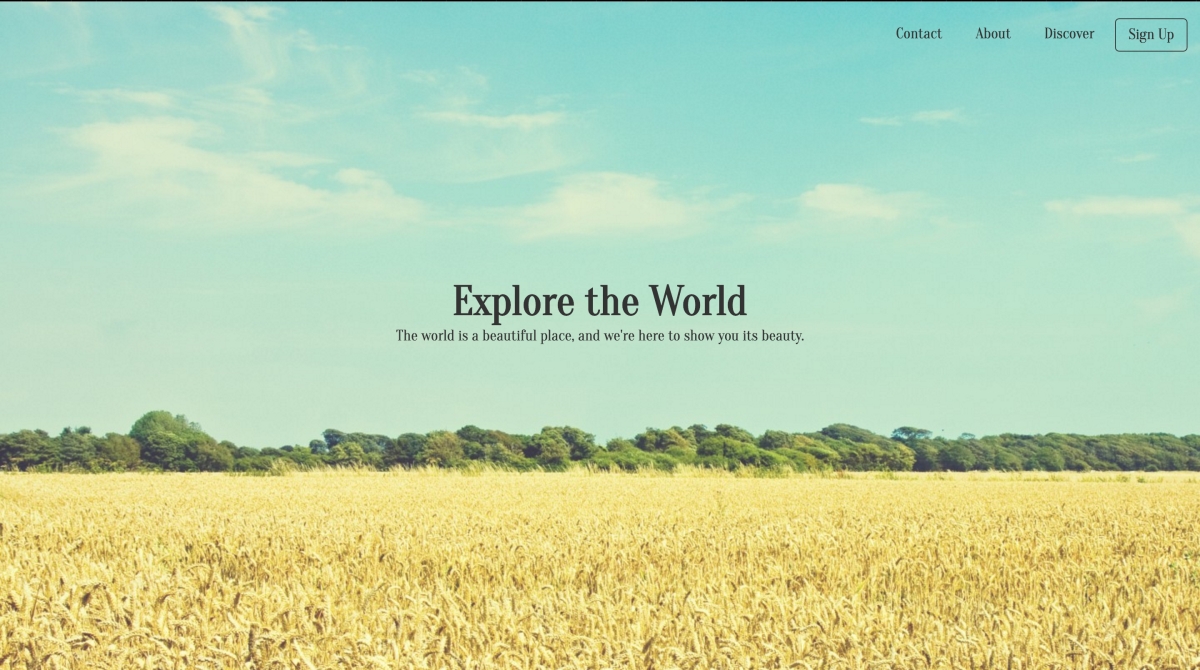 Contact About Discover Sign Up
Explore the World
The world is a beautiful place, and we're here to show you its beauty.